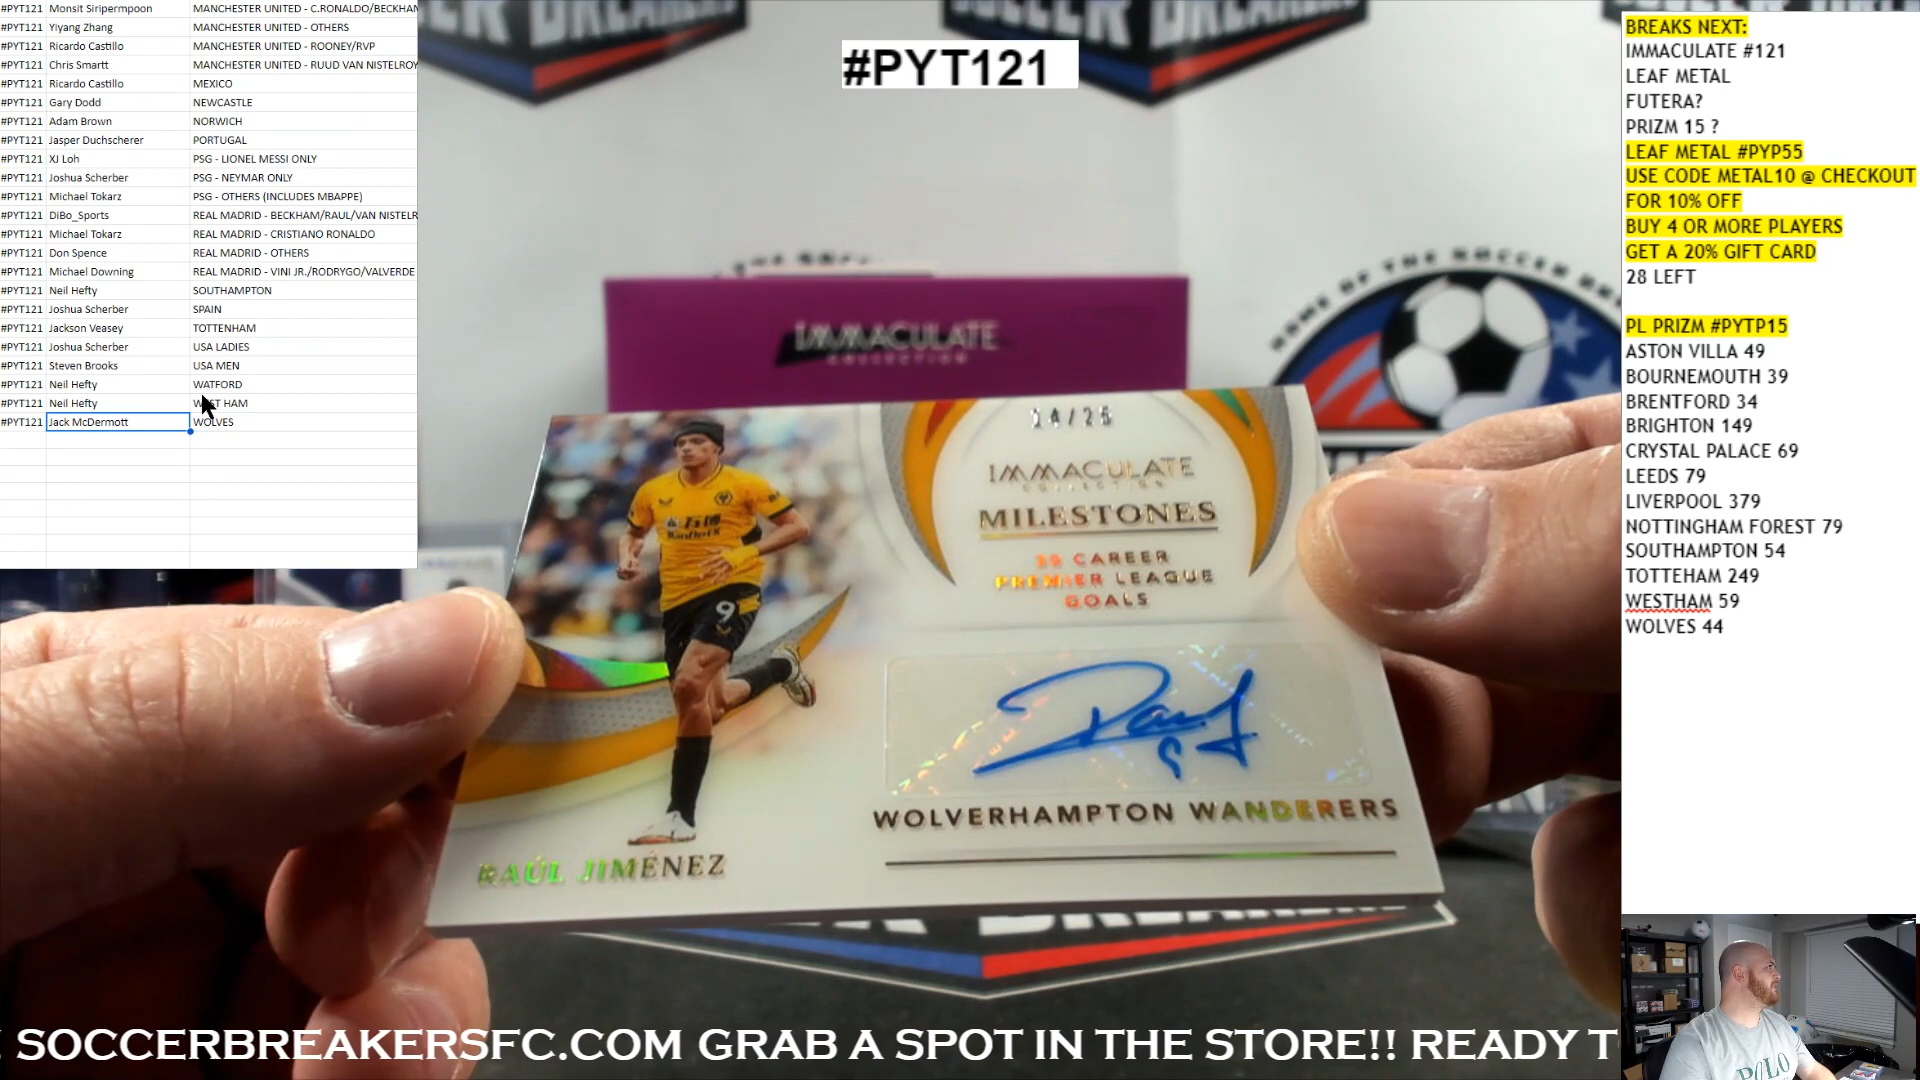 #PYT121 Monsit Siripermpoon MANCHESTER UNITED - C.RONALDO/BECKHAM
#PYT121 Yiyang Zhang MANCHESTER UNITED - OTHERS
#PYT121 Ricardo Castillo MANCHESTER UNITED - ROONEY/RVP
#PYT121 Chris Smartt MANCHESTER UNITED - RUUD VAN NISTELROY
#PYT121 Ricardo Castillo MEXICO
#PYT121 Gary Dodd NEWCASTLE
#PYT121 Adam Brown NORWICH
#PYT121 Jasper Duchscherer PORTUGAL
#PYT121 XJ Loh PSG - LIONEL MESSI ONLY
#PYT121 Joshua Scherber PSG - NEYMAR ONLY
#PYT121 Michael Tokarz PSG - OTHERS (INCLUDES MBAPPE)
#PYT121 DiBo_Sports REAL MADRID - BECKHAM/RAUL/VAN NISTELR
#PYT121 Michael Tokarz REAL MADRID - CRISTIANO RONALDO
#PYT121 Don Spence REAL MADRID - OTHERS
#PYT121 Michael Downing REAL MADRID - VINI JR./RODRYGO/VALVERDE
#PYT121 Neil Hefty SOUTHAMPTON
#PYT121 Joshua Scherber SPAIN
#PYT121 Jackson Veasey TOTTENHAM
#PYT121 Joshua Scherber USA LADIES
#PYT121 Steven Brooks USA MEN
#PYT121 Neil Hefty WATFORD
#PYT121 Neil Hefty WEST HAM
#PYT121 Jack McDermott WOLVES
#PYT121
BREAKERS
HOME OF THE SOCCER
IMMACULATE
COLLECTION
14/25
IMMACULATE
COLLECTION
MILESTONES
CAREER
PREMIER LEAGUE
GOALS
9
WOLVERHAMPTON WANDERERS
RAÚL JIMÉNEZ
BREAKS NEXT:
IMMACULATE #121
LEAF METAL
FUTERA?
PRIZM 15 ?
LEAF METAL #PYP55
USE CODE METAL10 @ CHECKOUT
FOR 10% OFF
BUY 4 OR MORE PLAYERS
GET A 20% GIFT CARD
28 LEFT
PL PRIZM #PYTP15
ASTON VILLA 49
BOURNEMOUTH 39
BRENTFORD 34
BRIGHTON 149
CRYSTAL PALACE 69
LEEDS 79
LIVERPOOL 379
NOTTINGHAM FOREST 79
SOUTHAMPTON 54
TOTTEHAM 249
WESTHAM 59
WOLVES 44
POLO
SOCCERBREAKERSFC.COM GRAB A SPOT IN THE STORE!! READY T